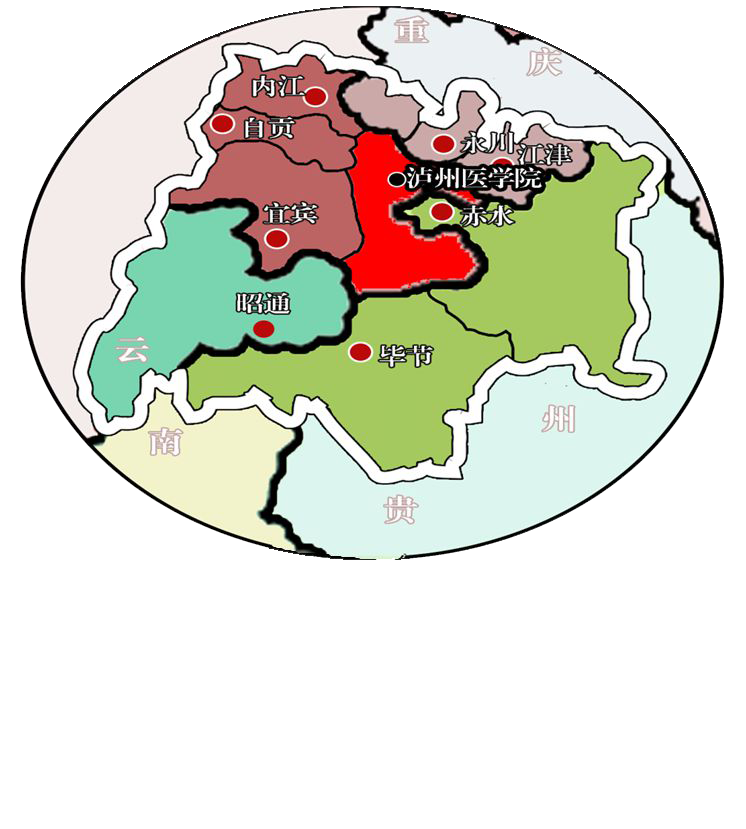 重
庆
内江
自贡
永川
江津
泸州医学院
宜宾
赤水
昭通
云
毕节
南
州
贵